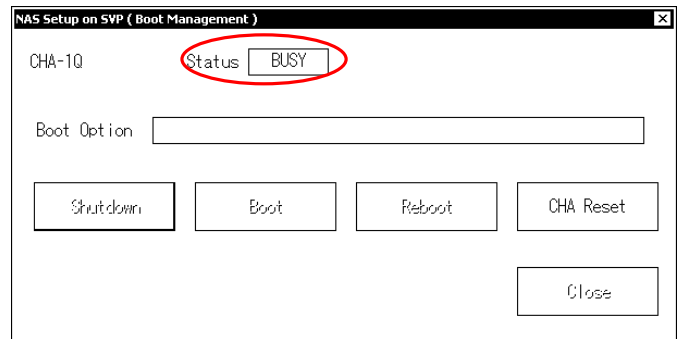 NAS Setup on SVP ( Boot Management )
CHA-1Q Status BUSY
Boot Option
Shutdown Boot Reboot CHA Reset
Close